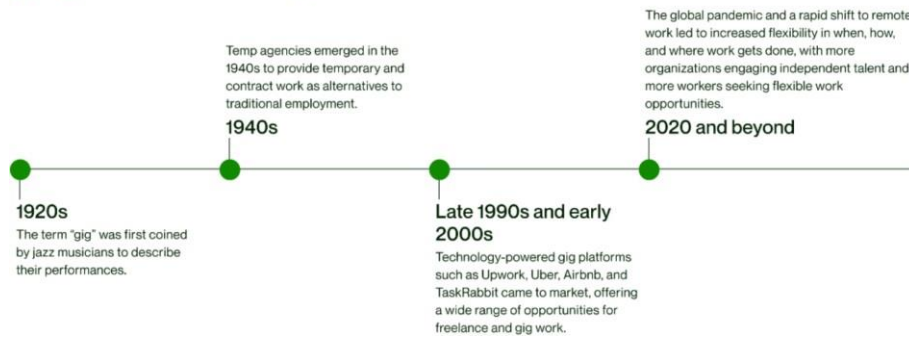 The global pandemic and a rapid shift to remote
work led to increased flexibility in when, how,
and where work gets done, with more
organizations engaging independent talent and
more workers seeking flexible work
opportunities.
2020 and beyond
Temp agencies emerged in the
1940s to provide temporary and
contract work as alternatives to
traditional employment.
1940s
1920s
The term "gig" was first coined
by jazz musicians to describe
their performances.
Late 1990s and early
2000s
Technology-powered gig platforms
such as Upwork, Uber, Airbnb, and
TaskRabbit came to market, offering
a wide range of opportunities for
freelance and gig work.